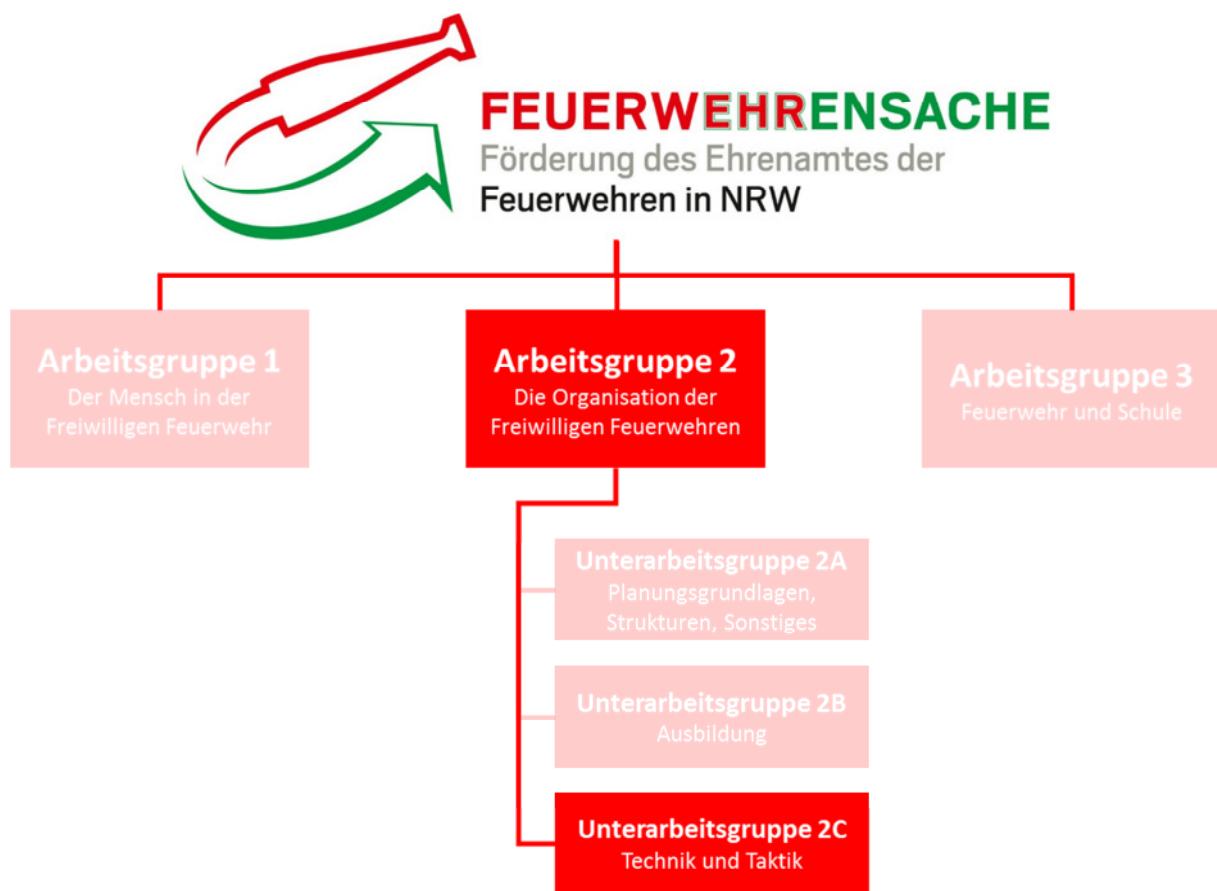 FEUERWEHRENSACHE
Förderung des Ehrenamtes der
Feuerwehren in NRW
Arbeitsgruppe 1
Der Mensch in der
Freiwilligen Feuerwehr
Arbeitsgruppe 2
Die Organisation der
Freiwilligen Feuerwehren
Arbeitsgruppe 3
Feuerwehr und Schule
Unterarbeitsgruppe 2A
Planungsgrundlagen,
Strukturen, Sonstiges
Unterarbeitsgruppe 2B
Ausbildung
Unterarbeitsgruppe 2C
Technik und Taktik